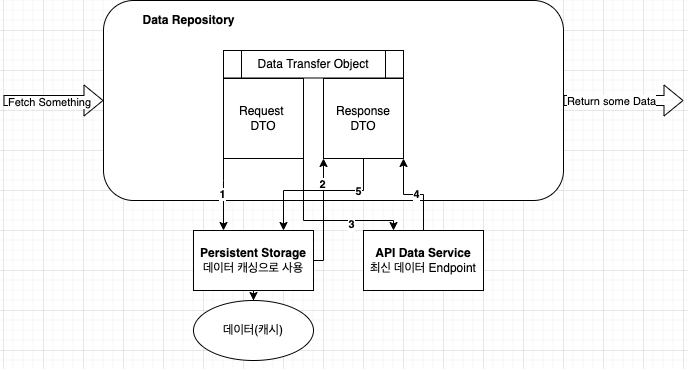 Data Repository
Data Transfer Object
Request
DTO
Response
DTO
Fetch Something
Return some Data
1
2
5
4
3
Persistent Storage
데이터 캐싱으로 사용
API Data Service
최신 데이터 Endpoint
데이터(캐시)